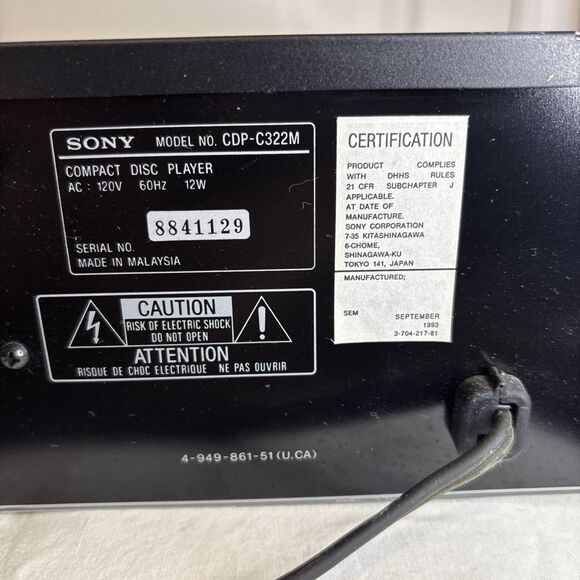 SONY MODEL NO. CDP-C322M
COMPACT DISC PLAYER
AC : 120V 60Hz 12W
8841129
SERIAL NO.
MADE IN MALAYSIA
CAUTION
RISK OF ELECTRIC SHOCK
DO NOT OPEN
ATTENTION
RISQUE DE CHOC ELECTRIQUE NE PAS OUVRIR
CERTIFICATION
PRODUCT COMPLIES
WITH DHHS RULES
21 CFR SUBCHAPTER J
APPLICABLE.
AT DATE OF
MANUFACTURE.
SONY CORPORATION
7-35 KITASHINAGAWA
6-CHOME,
SHINAGAWA-KU
TOKYO 141, JAPAN
MANUFACTURED;
SEM SEPTEMBER
1993
3-704-217-81
4-949-861-51 (U.CA)